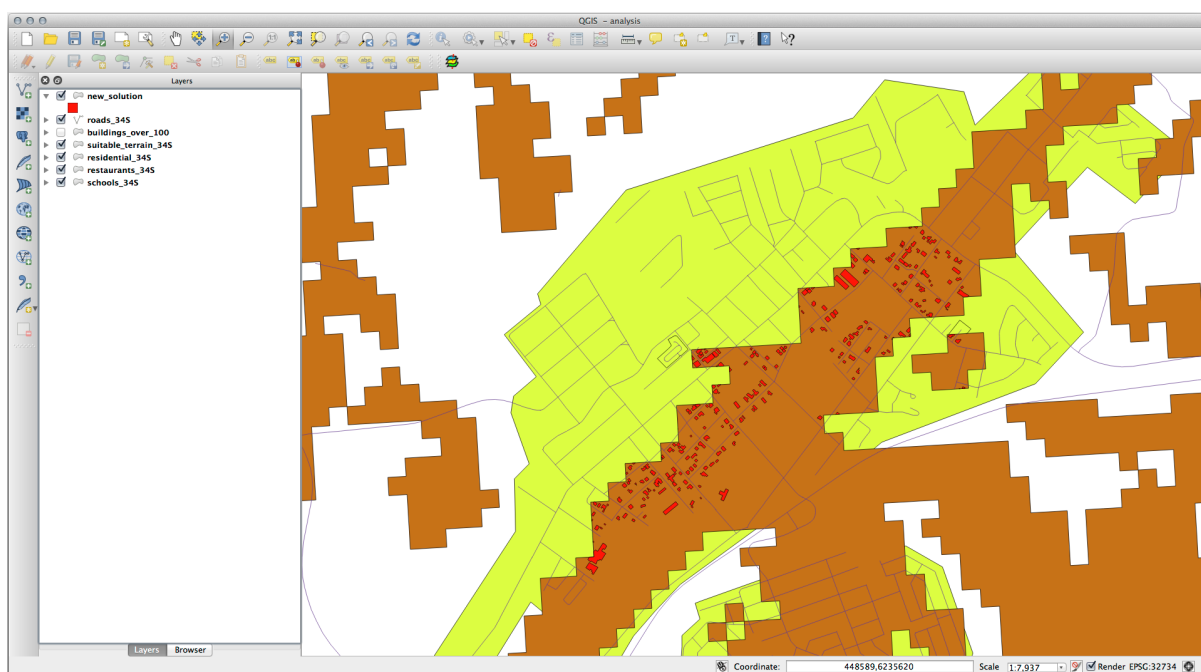 QGIS - analysis
Layers
new_solution
roads_34S
buildings_over_100
suitable_terrain_34S
residential_34S
restaurants_34S
schools_34S
Layers
Browser
Coordinate:
448589,6235620
Scale
1:7,937
Render
EPSG:32734